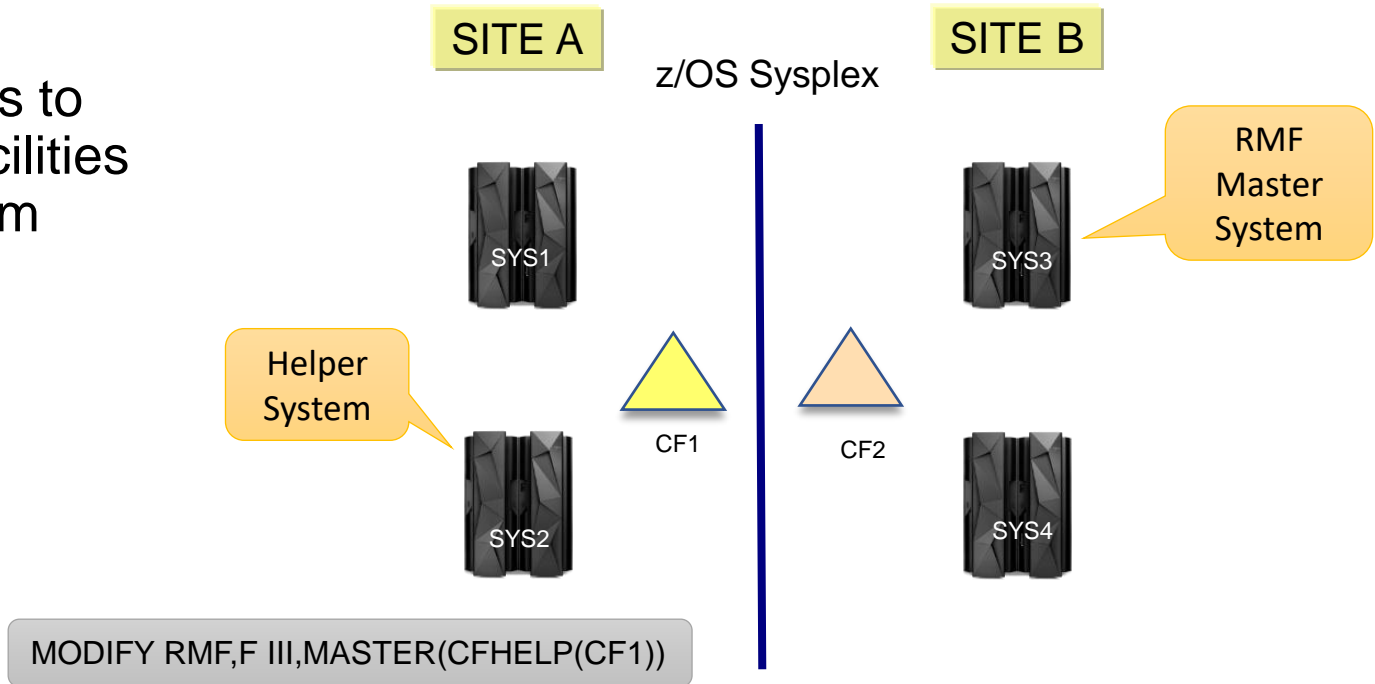 SITE A
SITE B
z/OS Sysplex
s to
cilities
m
RMF
Master
System
SYS1
SYS3
Helper
System
CF1
CF2
SYS2
SYS4
MODIFY RMF,F III,MASTER(CFHELP(CF1))